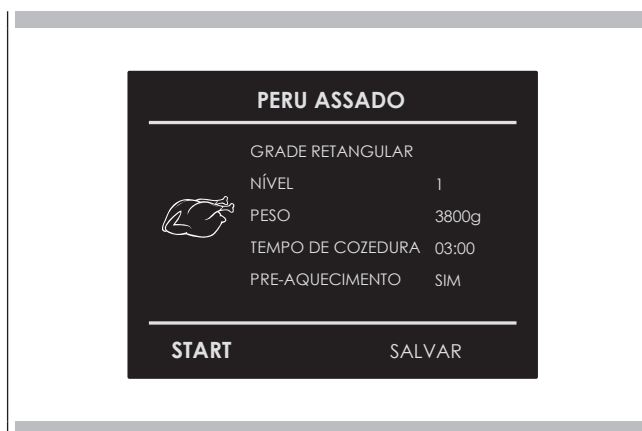 PERU ASSADO
GRADE RETANGULAR
NÍVEL 1
PESO 3800g
TEMPO DE COZEDURA 03:00
PRE-AQUECIMENTO SIM
START SALVAR